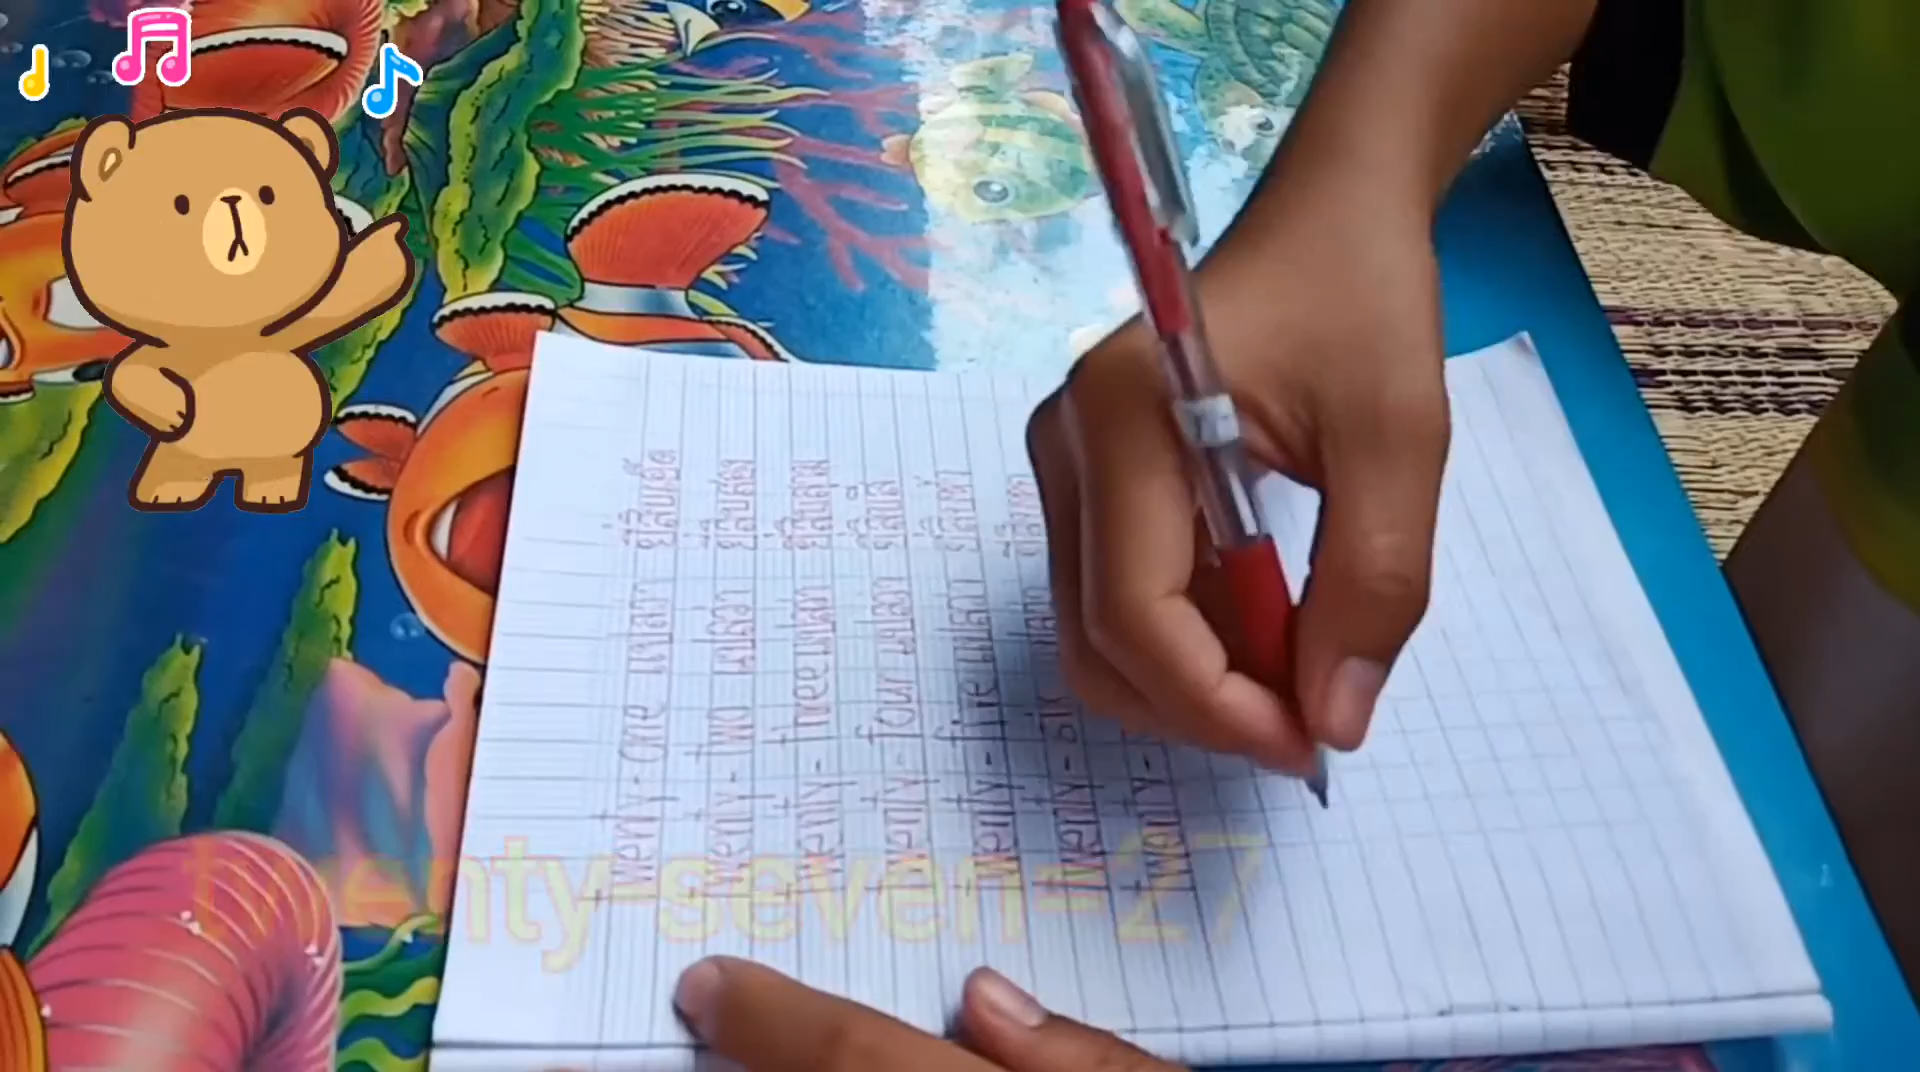 Twenty-one แปลว่า ยี่สิบเอ็ด
Twenty-two แปลว่า ยี่สิบสอง
Twenty-three แปลว่า ยี่สิบสาม
Twenty-four แปลว่า ยี่สิบสี่
Twenty-five แปลว่า ยี่สิบห้า
Twenty-six
Twenty-
twenty-seven=27